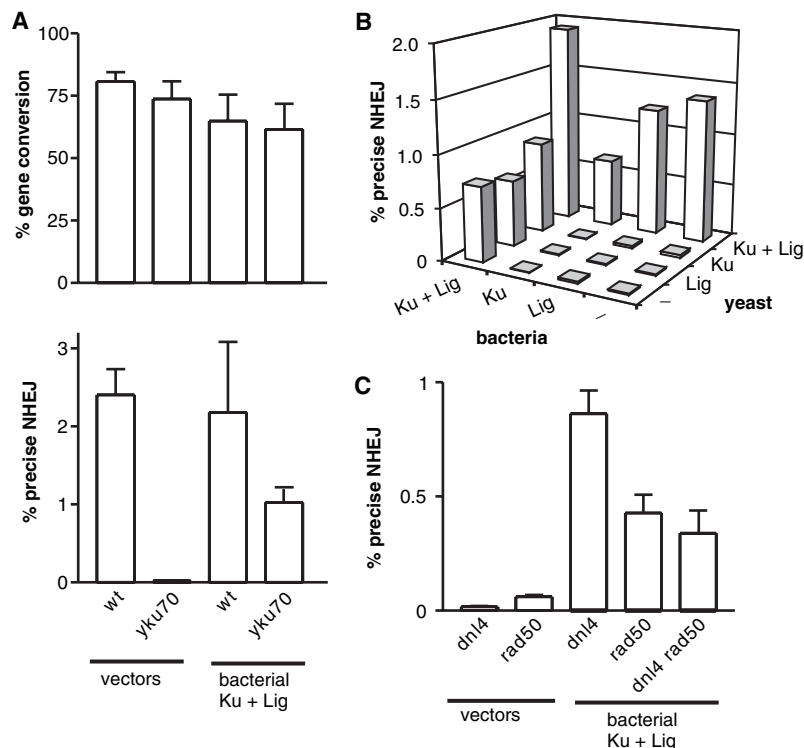 A
100
75
50
25
0
% gene conversion
3
2
1
0
% precise NHEJ
wt
yku70
wt
yku70
vectors
bacterial
Ku + Lig
B
2.0
1.5
1.0
0.5
0
% precise NHEJ
Ku + Lig
Ku
Lig
–
bacteria
Ku + Lig
Ku
Lig
–
yeast
C
1
0.5
0
% precise NHEJ
dnl4
rad50
dnl4
rad50
dnl4 rad50
vectors
bacterial
Ku + Lig